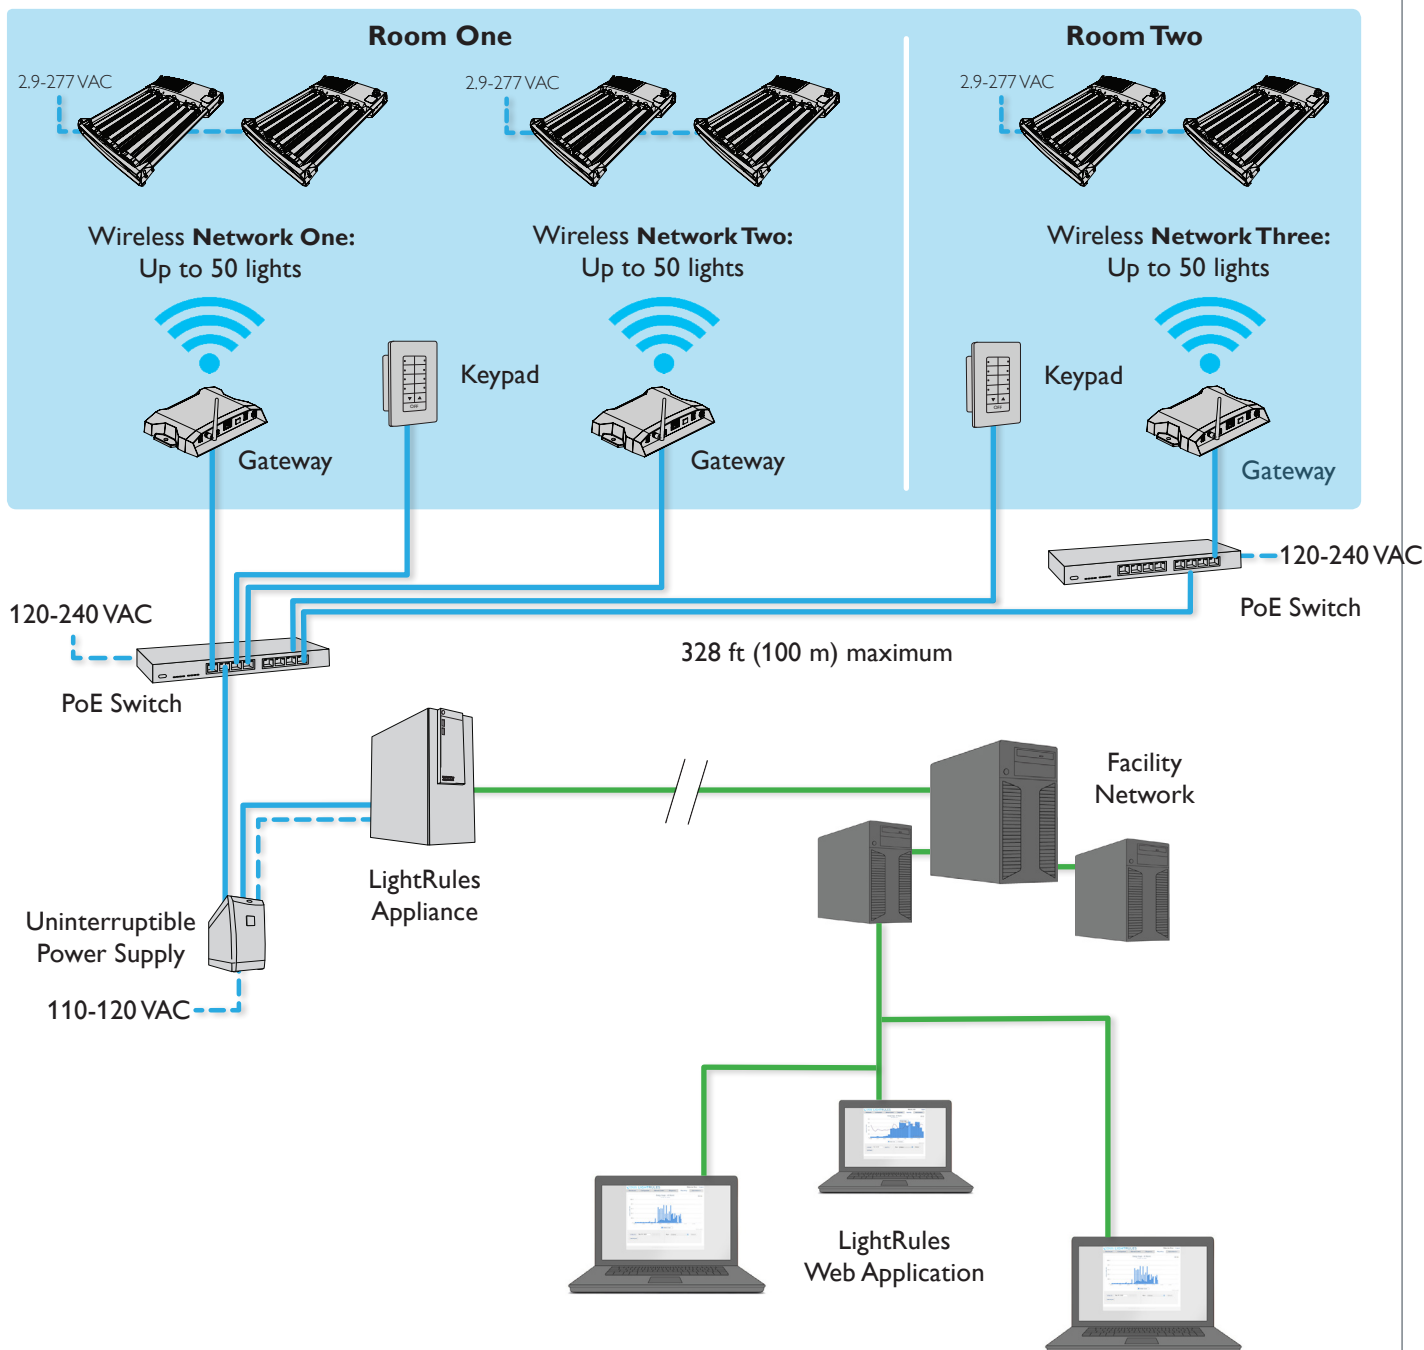 Room One
Room Two
2.9-277 VAC
2.9-277 VAC
2.9-277 VAC
Wireless Network One:
Up to 50 lights
Wireless Network Two:
Up to 50 lights
Wireless Network Three:
Up to 50 lights
Keypad
OFF
Gateway
Gateway
Keypad
OFF
Gateway
120-240 VAC
PoE Switch
120-240 VAC
PoE Switch
328 ft (100 m) maximum
LightRules
Appliance
Facility
Network
Uninterruptible
Power Supply
110-120 VAC
LightRules
Web Application